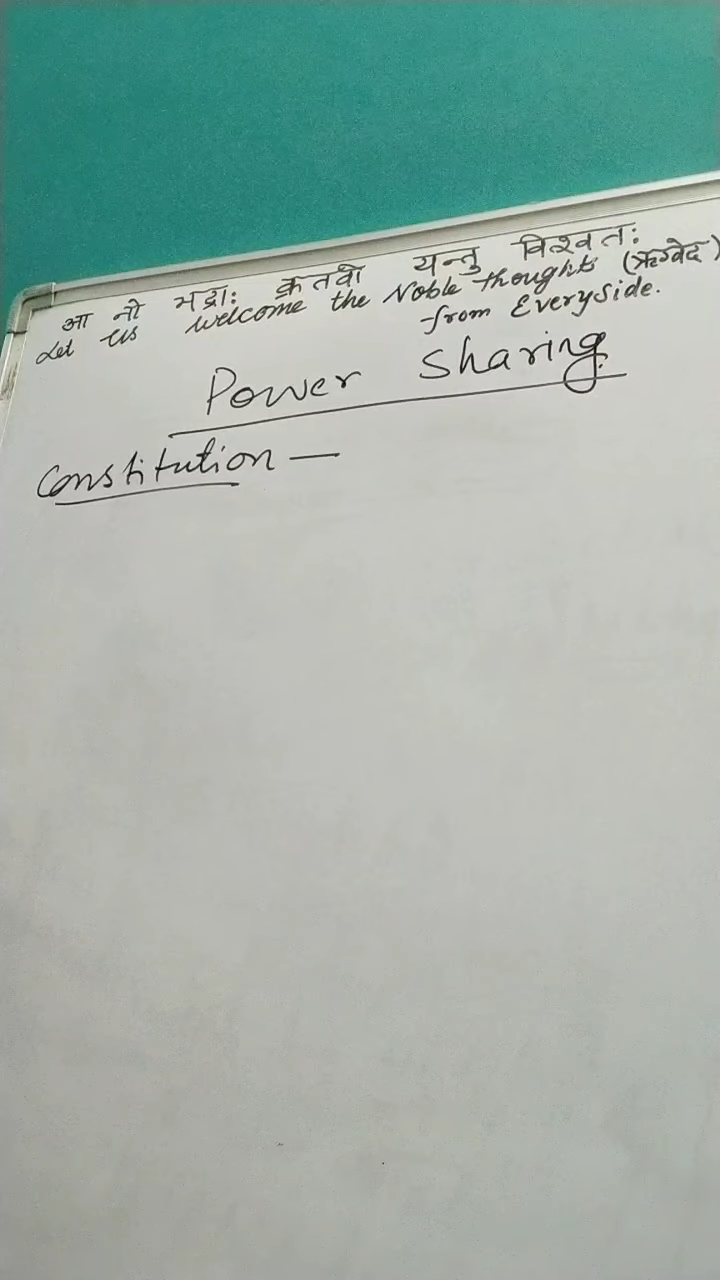 आ नो भद्राः क्रतवो यन्तु विश्वतः
Let us welcome the Noble thoughts (ऋग्वेद)
from Everyside.
Power Sharing
Constitution —